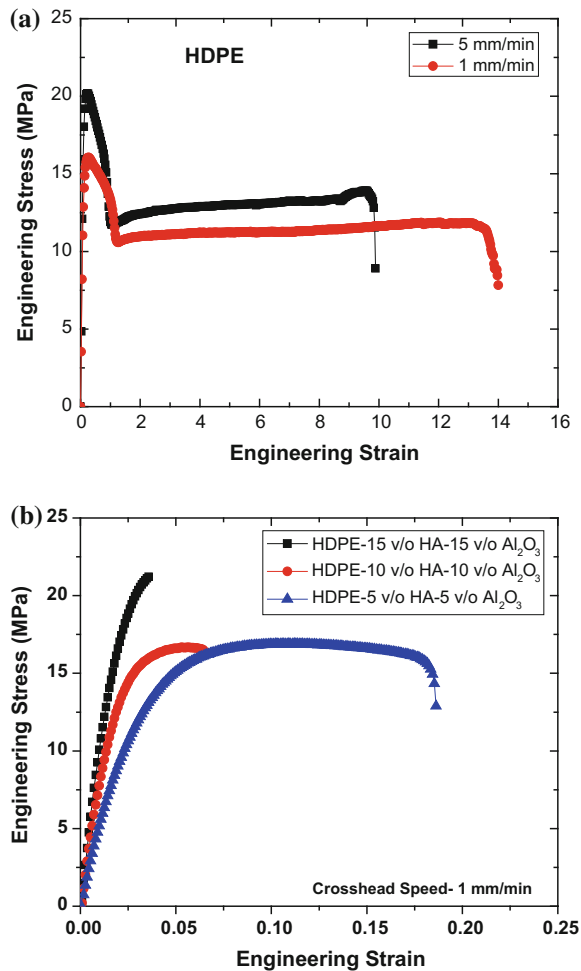 (a)
HDPE
5 mm/min
1 mm/min
25
20
15
10
5
0
Engineering Stress (MPa)
0 2 4 6 8 10 12 14 16
Engineering Strain
(b)
HDPE-15 v/o HA-15 v/o Al₂O₃
HDPE-10 v/o HA-10 v/o Al₂O₃
HDPE-5 v/o HA-5 v/o Al₂O₃
25
20
15
10
5
0
Engineering Stress (MPa)
Crosshead Speed- 1 mm/min
0.00 0.05 0.10 0.15 0.20 0.25
Engineering Strain